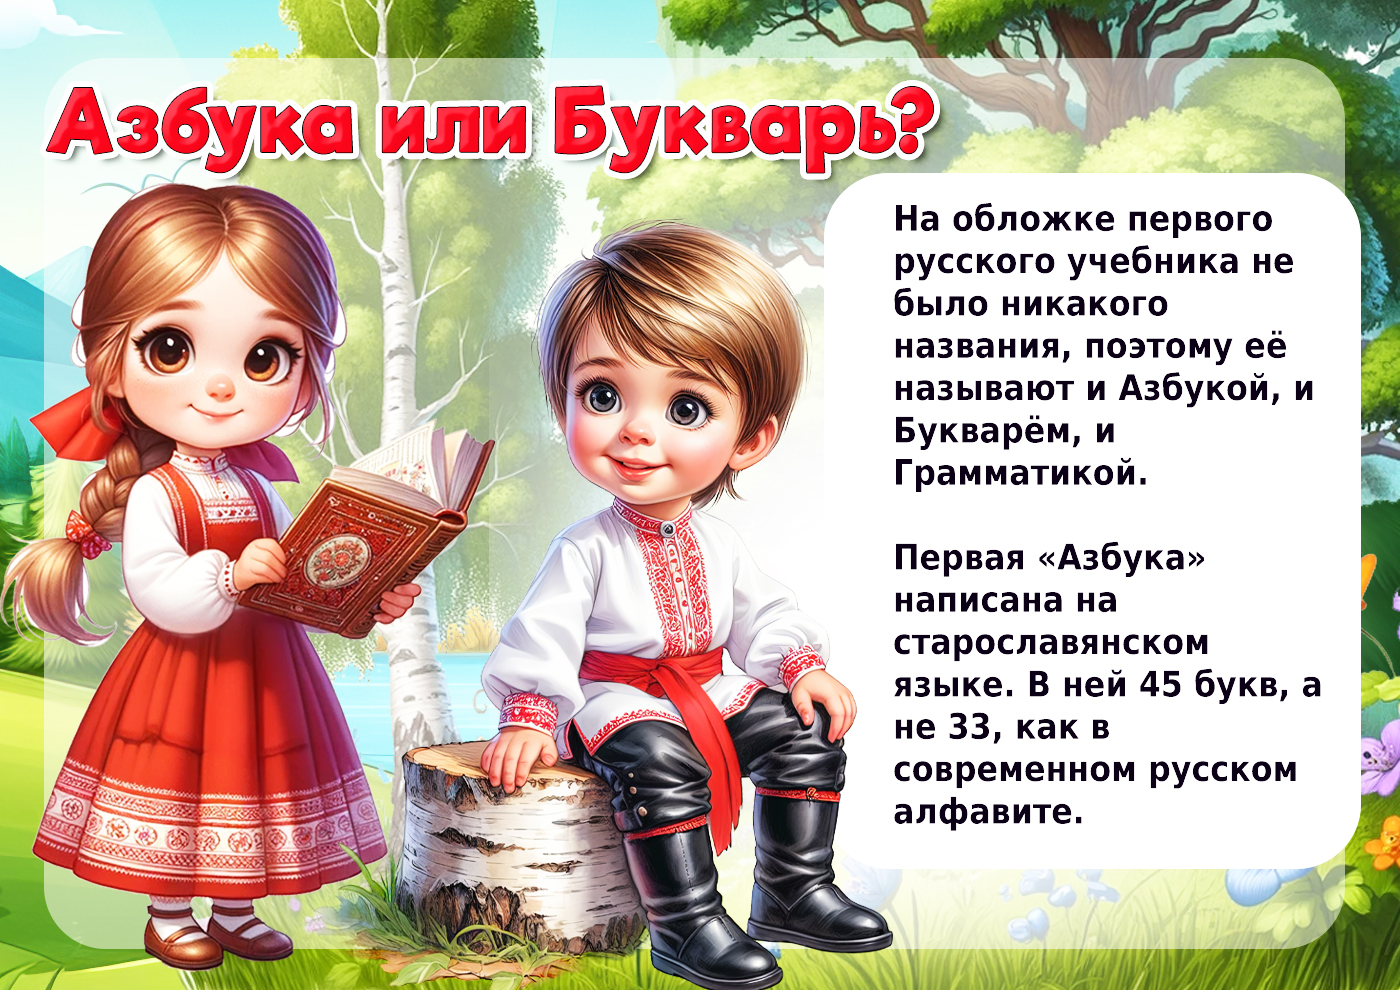 Азбука или Букварь?
На обложке первого
русского учебника не
было никакого
названия, поэтому её
называют и Азбукой, и
Букварём, и
Грамматикой.
Первая «Азбука»
написана на
старославянском
языке. В ней 45 букв, а
не 33, как в
современном русском
алфавите.